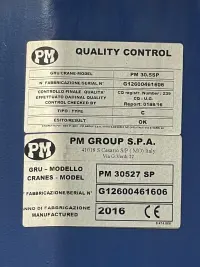 PM
QUALITY CONTROL
GRU/CRANE-MODEL
PM 30.5SP
N° FABBRICAZIONE/SERIAL N°
G12600461606
CONTROLLO FINALE QUALITA'
EFFETTUATO DA/FINAL QUALITY
CONTROL CHECKED BY
TIPO / TYPE
C
ESITO/RESULT
OK
PM
PM GROUP S.P.A.
GRU - MODELLO
CRANES - MODEL
PM 30527 SP
N° FABBRICAZIONE/SERIAL N°
G12600461606
ANNO DI FABBRICAZIONE
MANUFACTURED
2016
CE